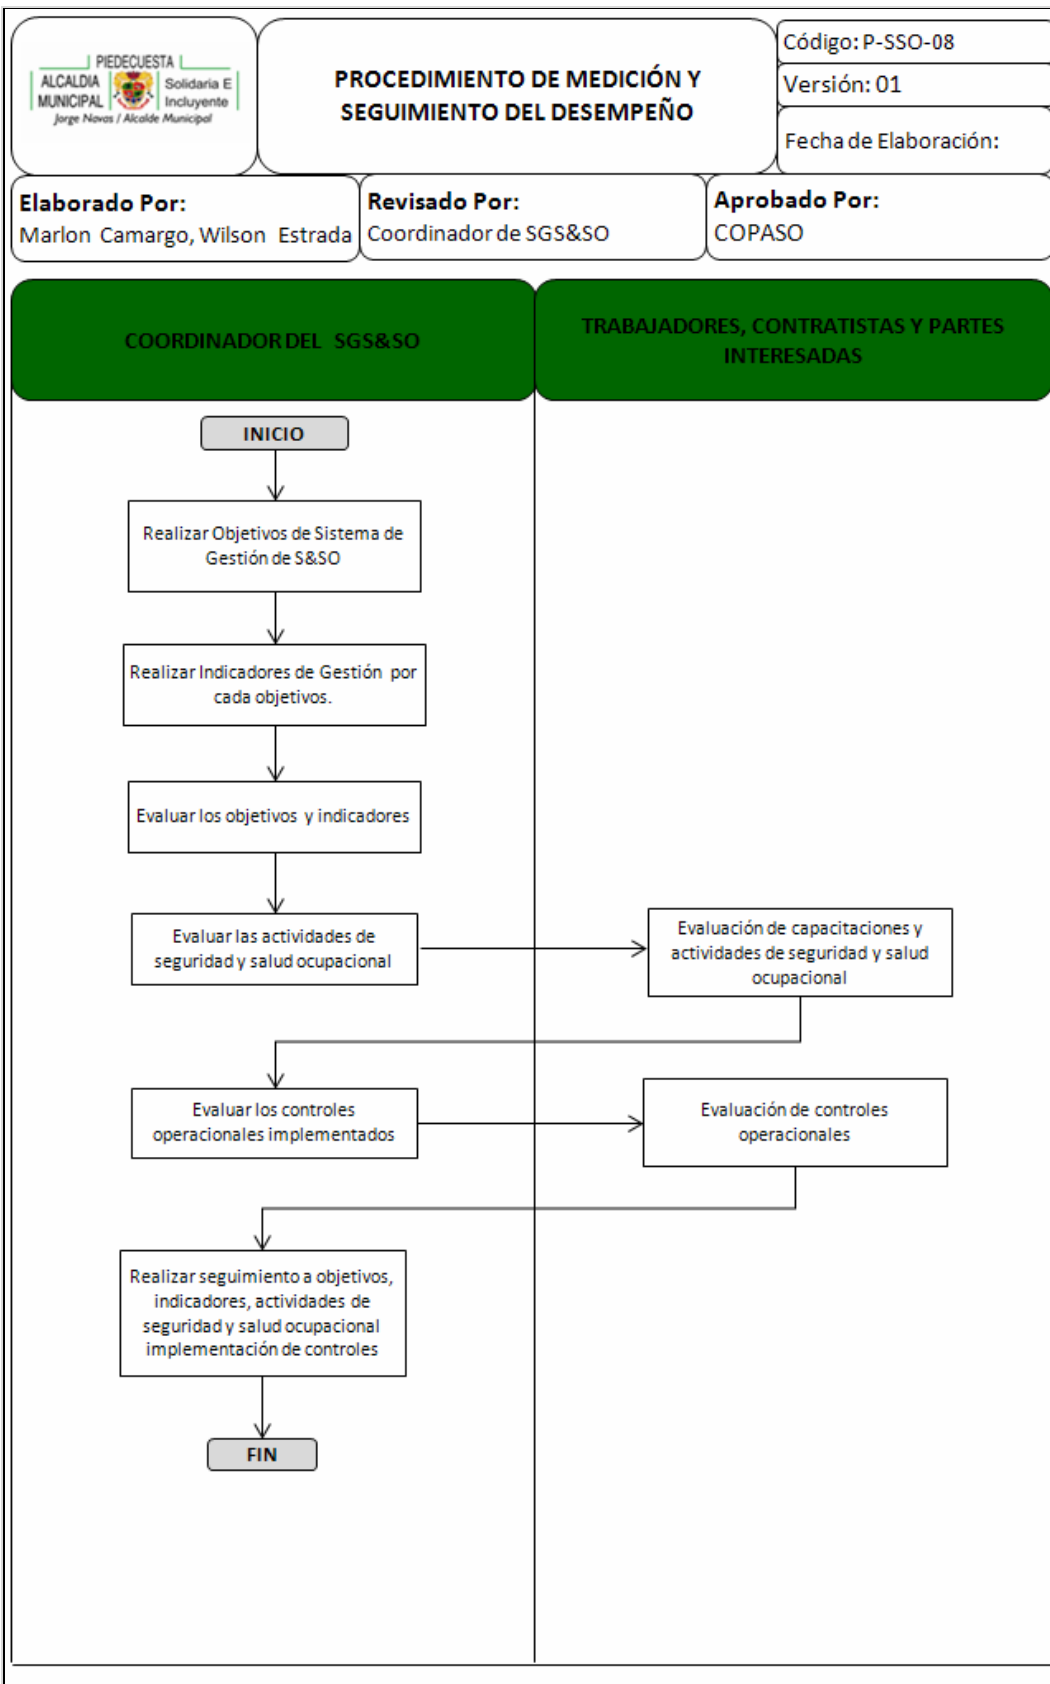 PIEDECUESTA
ALCALDIA
MUNICIPAL
Solidaria E
Incluyente
Jorge Navas / Alcalde Municipal
PROCEDIMIENTO DE MEDICIÓN Y
SEGUIMIENTO DEL DESEMPEÑO
Código: P-SSO-08
Versión: 01
Fecha de Elaboración:
Elaborado Por:
Marlon Camargo, Wilson Estrada
Revisado Por:
Coordinador de SGS&SO
Aprobado Por:
COPASO
COORDINADOR DEL SGS&SO
TRABAJADORES, CONTRATISTAS Y PARTES
INTERESADAS
INICIO
Realizar Objetivos de Sistema de
Gestión de S&SO
Realizar Indicadores de Gestión por
cada objetivos.
Evaluar los objetivos y indicadores
Evaluar las actividades de
seguridad y salud ocupacional
Evaluación de capacitaciones y
actividades de seguridad y salud
ocupacional
Evaluar los controles
operacionales implementados
Evaluación de controles
operacionales
Realizar seguimiento a objetivos,
indicadores, actividades de
seguridad y salud ocupacional
implementación de controles
FIN